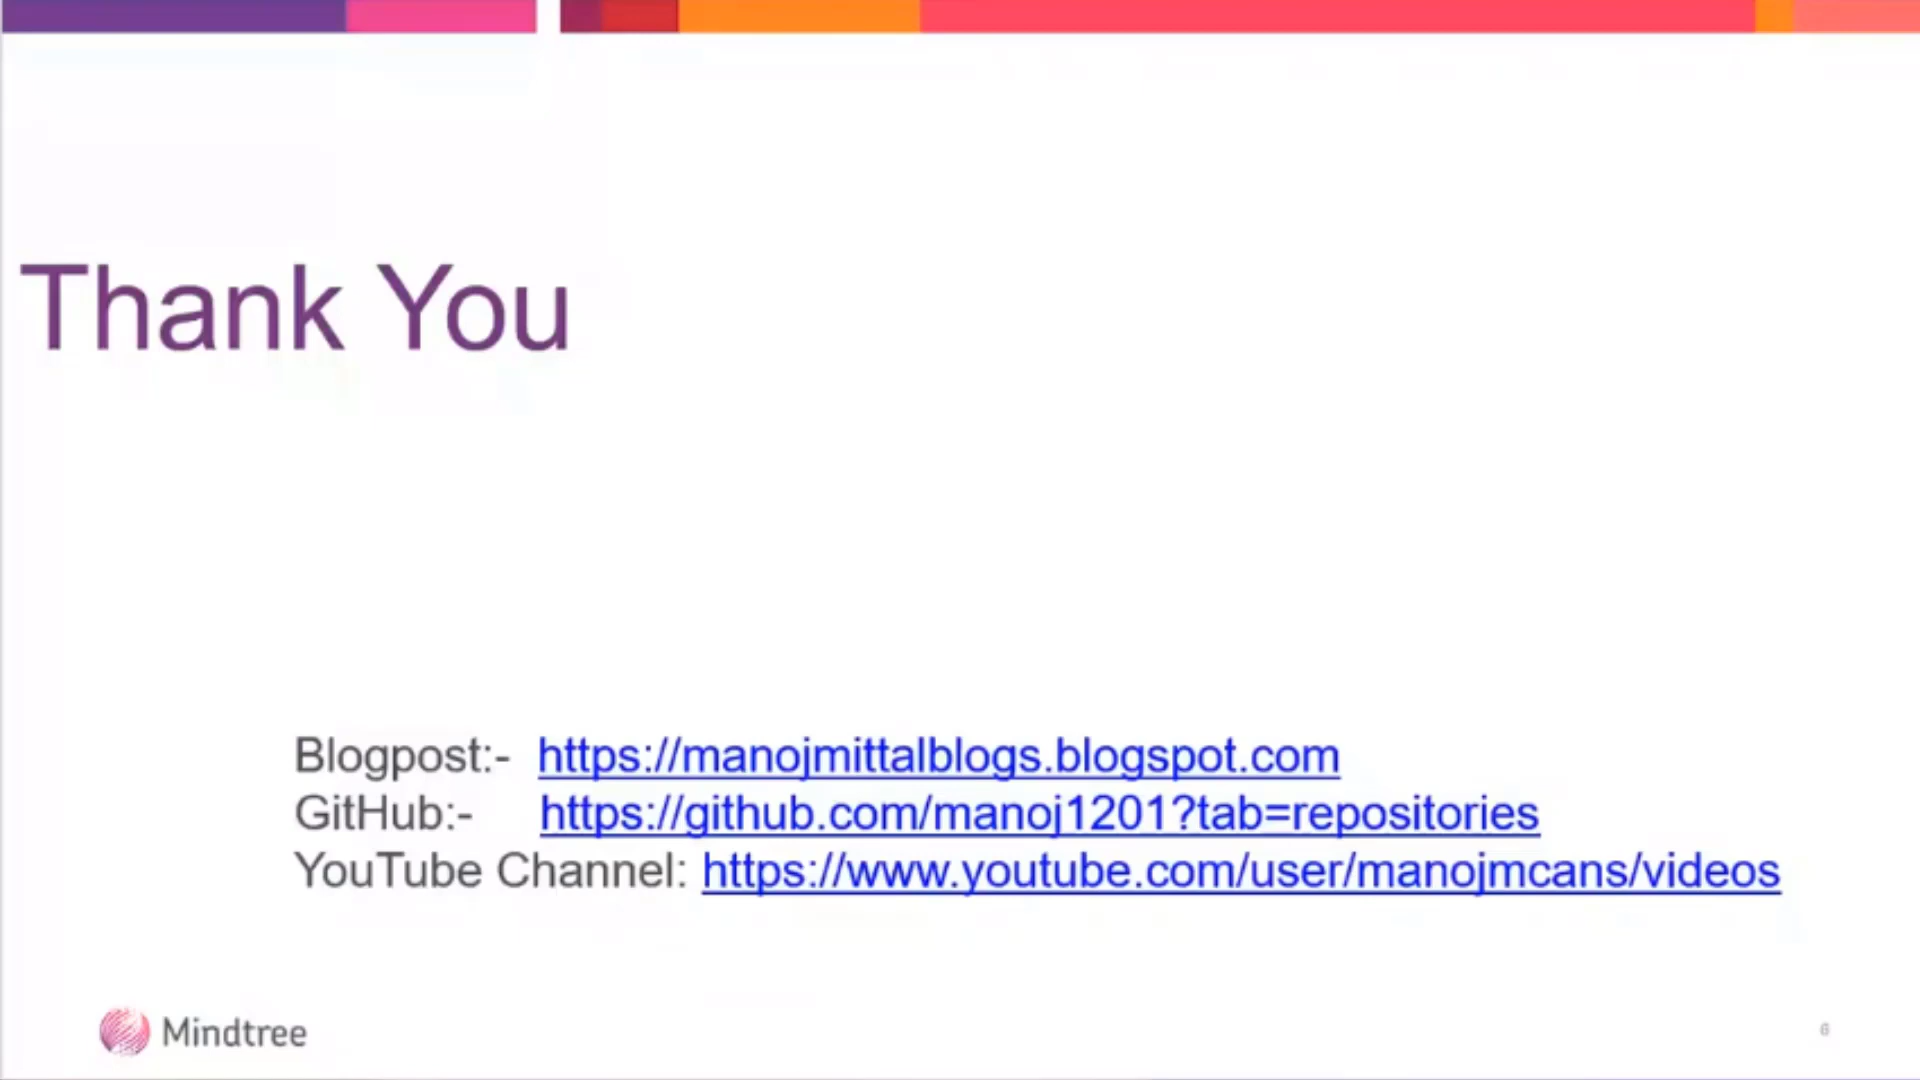 Thank You
Blogpost:- https://manojmittalblogs.blogspot.com
GitHub:- https://github.com/manoj1201?tab=repositories
YouTube Channel: https://www.youtube.com/user/manojmcans/videos
Mindtree
6